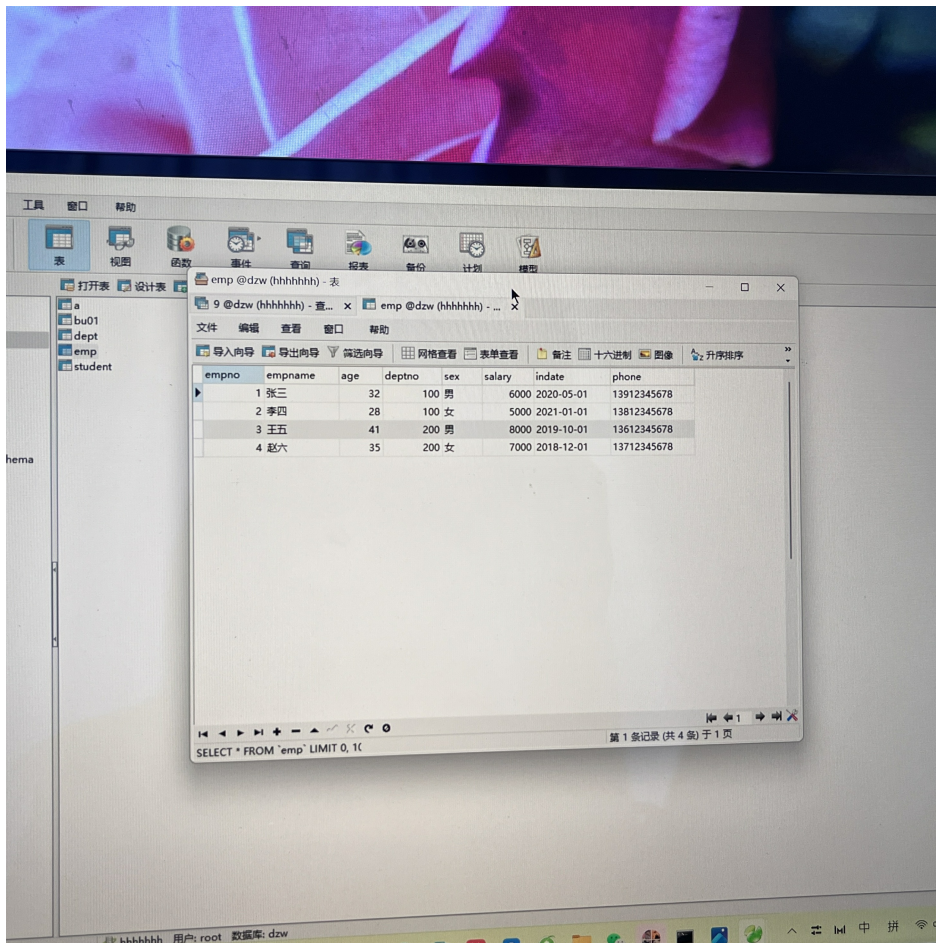 工具 窗口 帮助
表 视图 函数 事件 查询 报表 备份 计划 模型
打开表 设计表
a
bu01
dept
emp
student
hema
emp @dzw (hhhhhhh) - 表
9 @dzw (hhhhhhh) - 查... emp @dzw (hhhhhhh) - ...
文件 编辑 查看 窗口 帮助
导入向导 导出向导 筛选向导 网格查看 表单查看 备注 十六进制 图像 升序排序
empno empname age deptno sex salary indate phone
1 张三 32 100 男 6000 2020-05-01 13912345678
2 李四 28 100 女 5000 2021-01-01 13812345678
3 王五 41 200 男 8000 2019-10-01 13612345678
4 赵六 35 200 女 7000 2018-12-01 13712345678
1
第 1 条记录 (共 4 条) 于 1 页
SELECT * FROM `emp` LIMIT 0, 1(
hhhhhhh 用户: root 数据库: dzw
中 拼